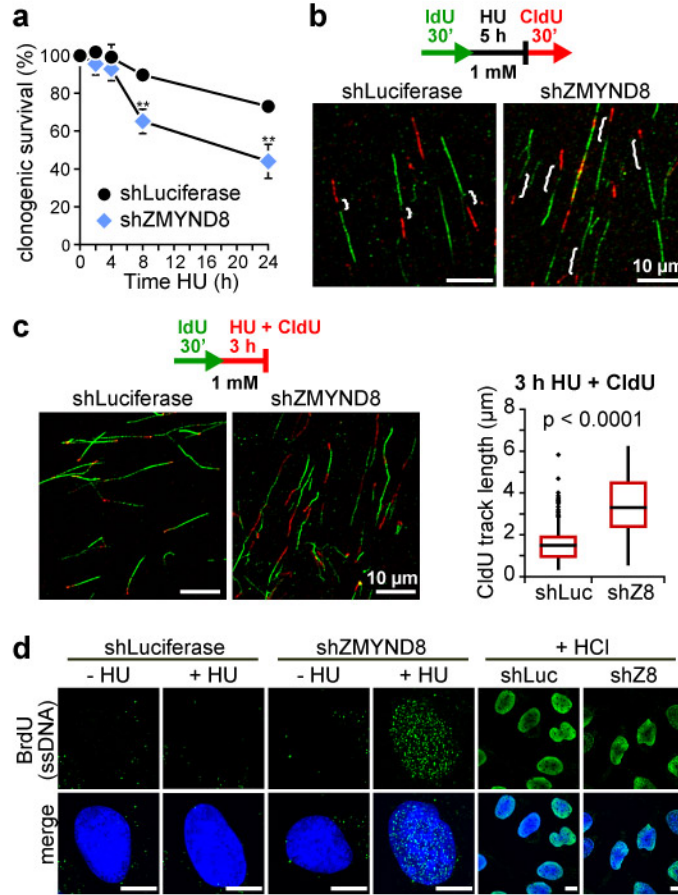 a
clonogenic survival (%)
100
80
60
40
20
0
**
**
shLuciferase
shZMYND8
0 4 8 12 16 20 24
Time HU (h)
b
IdU HU CldU
30' 5 h 30'
1 mM
shLuciferase shZMYND8
10 µm
c
IdU HU + CldU
30' 3 h
1 mM
shLuciferase shZMYND8
10 µm
3 h HU + CldU
p < 0.0001
CldU track length (µm)
8
6
4
2
0
shLuc shZ8
d
shLuciferase shZMYND8 + HCl
- HU + HU - HU + HU shLuc shZ8
BrdU
(ssDNA)
merge